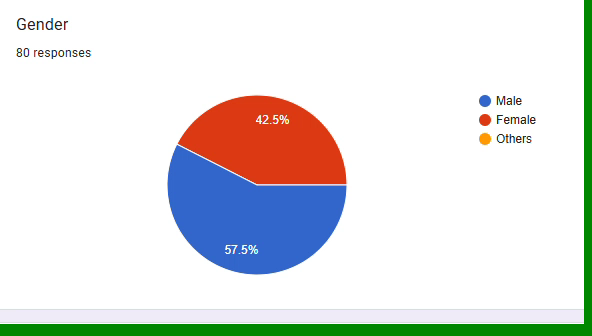 Gender
80 responses
42.5%
57.5%
Male
Female
Others